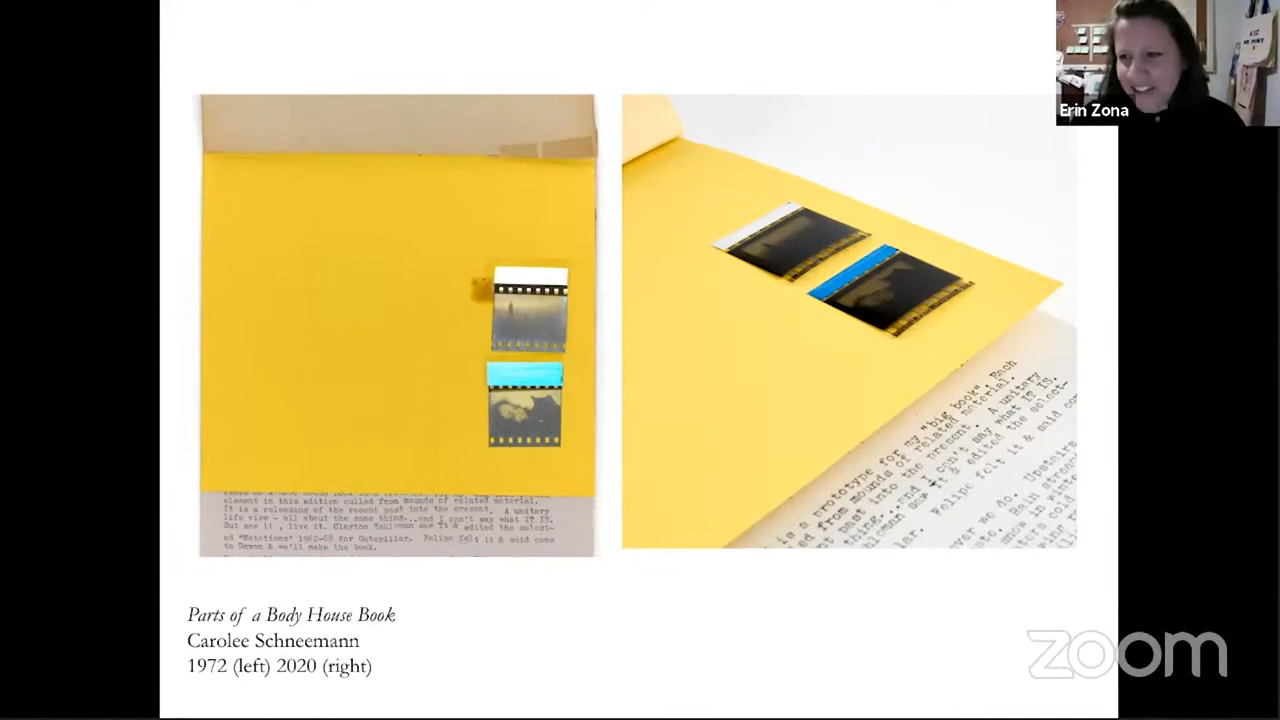 Erin Zona
element in this edition culled from mounds of related material.
It is a releasing of the recent past into the present. A unitary
life view - all about the same thing...and I can't say what IT IS.
But see it, live it. Clayton Eshleman saw it & edited the select-
ed "Notations" 1962-68 for Caterpillar. Felipe felt it & said come
to Devon & we'll make the book.
is a prototype for my "big book". Each
from mounds of related material.
past into the present. A unitary
thing...and I can't say what IT IS.
saw it & edited the select-
lar. Felipe felt it & said
we do. Upstairs
Parts of a Body House Book
Carolee Schneemann
1972 (left) 2020 (right)
zoom